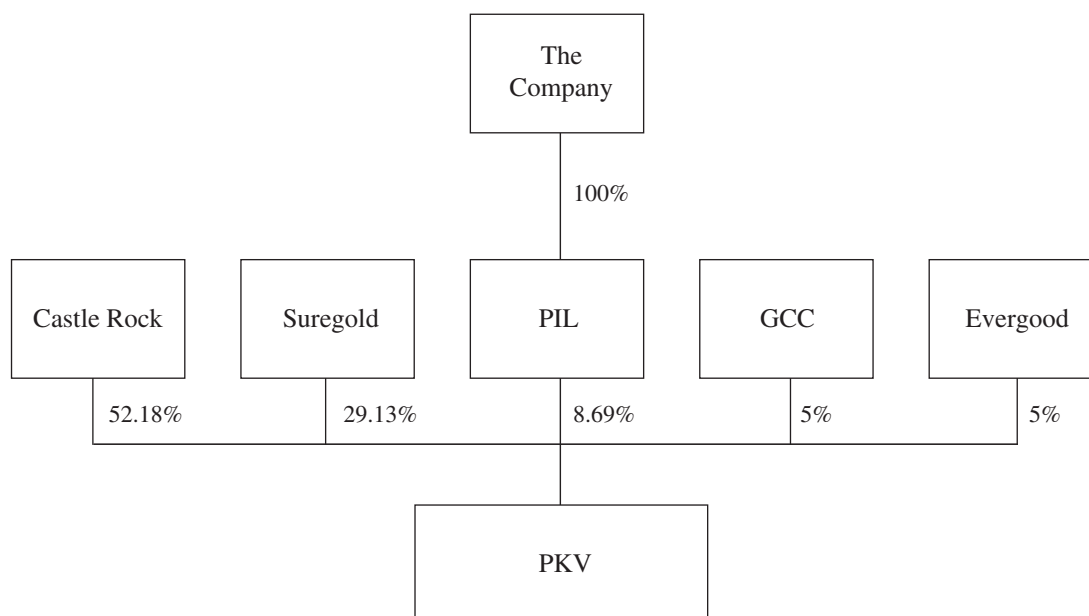 The
Company
100%
Castle Rock
Suregold
PIL
GCC
Evergood
52.18%
29.13%
8.69%
5%
5%
PKV